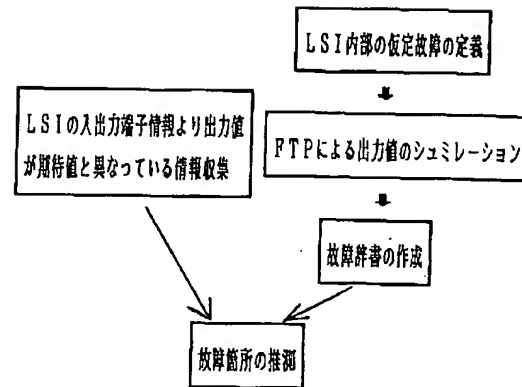 LSI内部の仮定故障の定義
LSIの入出力端子情報より出力値
が期待値と異なっている情報収集
FTPによる出力値のシュミレーション
故障辞書の作成
故障箇所の推測